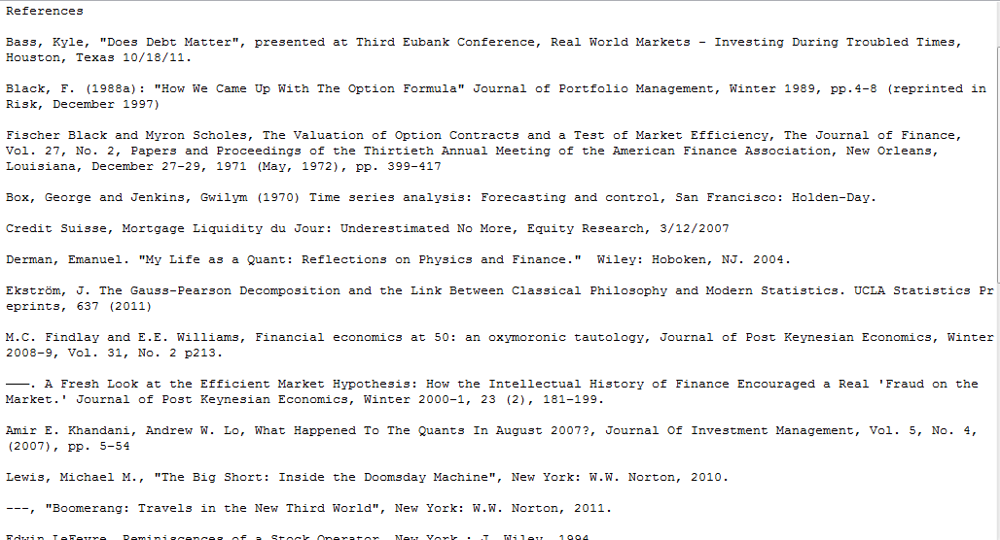 References
Bass, Kyle, "Does Debt Matter", presented at Third Eubank Conference, Real World Markets - Investing During Troubled Times,
Houston, Texas 10/18/11.
Black, F. (1988a): "How We Came Up With The Option Formula" Journal of Portfolio Management, Winter 1989, pp.4-8 (reprinted in
Risk, December 1997)
Fischer Black and Myron Scholes, The Valuation of Option Contracts and a Test of Market Efficiency, The Journal of Finance,
Vol. 27, No. 2, Papers and Proceedings of the Thirtieth Annual Meeting of the American Finance Association, New Orleans,
Louisiana, December 27-29, 1971 (May, 1972), pp. 399-417
Box, George and Jenkins, Gwilym (1970) Time series analysis: Forecasting and control, San Francisco: Holden-Day.
Credit Suisse, Mortgage Liquidity du Jour: Underestimated No More, Equity Research, 3/12/2007
Derman, Emanuel. "My Life as a Quant: Reflections on Physics and Finance."  Wiley: Hoboken, NJ. 2004.
Ekström, J. The Gauss-Pearson Decomposition and the Link Between Classical Philosophy and Modern Statistics. UCLA Statistics Pr
eprints, 637 (2011)
M.C. Findlay and E.E. Williams, Financial economics at 50: an oxymoronic tautology, Journal of Post Keynesian Economics, Winter
2008-9, Vol. 31, No. 2 p213.
———. A Fresh Look at the Efficient Market Hypothesis: How the Intellectual History of Finance Encouraged a Real 'Fraud on the
Market.' Journal of Post Keynesian Economics, Winter 2000-1, 23 (2), 181-199.
Amir E. Khandani, Andrew W. Lo, What Happened To The Quants In August 2007?, Journal Of Investment Management, Vol. 5, No. 4,
(2007), pp. 5-54
Lewis, Michael M., "The Big Short: Inside the Doomsday Machine", New York: W.W. Norton, 2010.
---, "Boomerang: Travels in the New Third World", New York: W.W. Norton, 2011.
Edwin LeFevre, Reminiscences of a Stock Operator, New York : J. Wiley, 1994